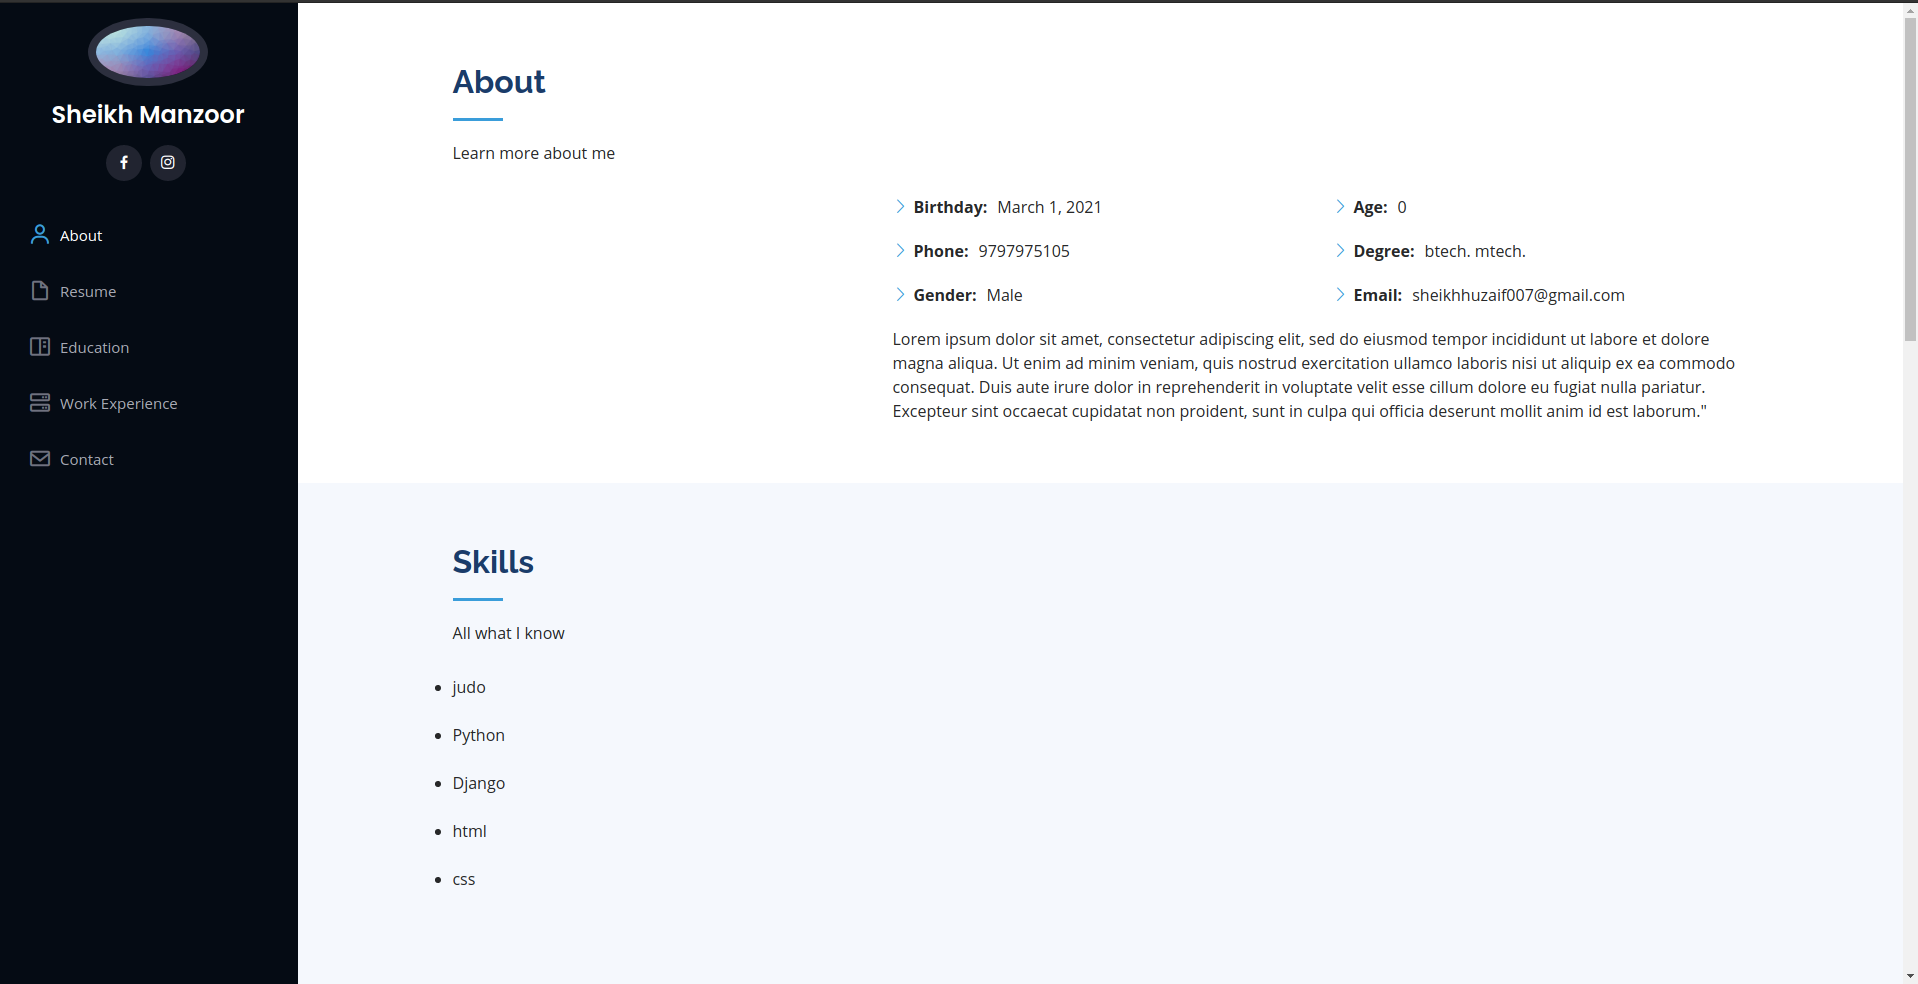 Sheikh Manzoor
About
Resume
Education
Work Experience
Contact
About
Learn more about me
Birthday: March 1, 2021
Age: 0
Phone: 9797975105
Degree: btech. mtech.
Gender: Male
Email: sheikhhuzaif007@gmail.com
Lorem ipsum dolor sit amet, consectetur adipiscing elit, sed do eiusmod tempor incididunt ut labore et dolore
magna aliqua. Ut enim ad minim veniam, quis nostrud exercitation ullamco laboris nisi ut aliquip ex ea commodo
consequat. Duis aute irure dolor in reprehenderit in voluptate velit esse cillum dolore eu fugiat nulla pariatur.
Excepteur sint occaecat cupidatat non proident, sunt in culpa qui officia deserunt mollit anim id est laborum."
Skills
All what I know
judo
Python
Django
html
css